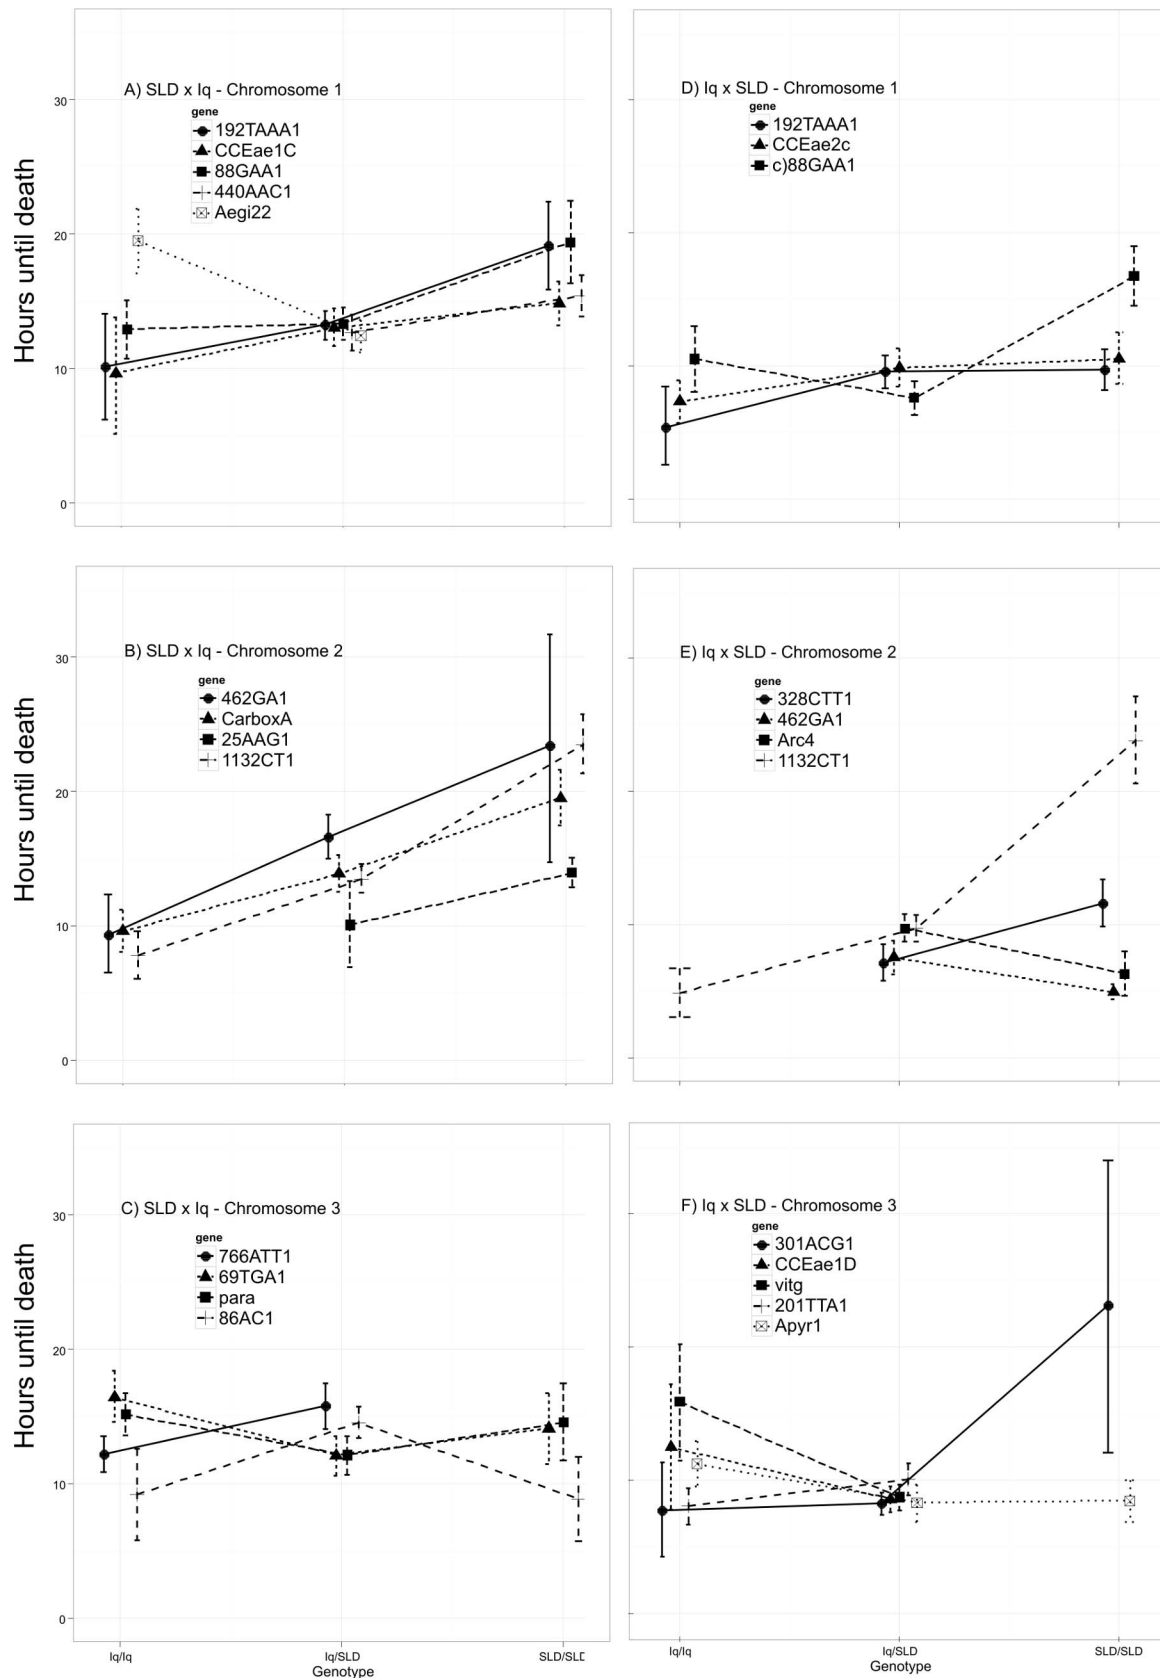 A) SLD x Iq - Chromosome 1
gene
192TAAA1
CCEae1C
88GAA1
440AAC1
Aegi22
Hours until death
30
20
10
0
D) Iq x SLD - Chromosome 1
gene
192TAAA1
CCEae2c
c)88GAA1
B) SLD x Iq - Chromosome 2
gene
462GA1
CarboxA
25AAG1
1132CT1
Hours until death
30
20
10
0
E) Iq x SLD - Chromosome 2
gene
328CTT1
462GA1
Arc4
1132CT1
C) SLD x Iq - Chromosome 3
gene
766ATT1
69TGA1
para
86AC1
Hours until death
30
20
10
0
Iq/Iq
Iq/SLD
SLD/SLD
Genotype
F) Iq x SLD - Chromosome 3
gene
301ACG1
CCEae1D
vitg
201TTA1
Apyr1
Iq/Iq
Iq/SLD
SLD/SLD
Genotype